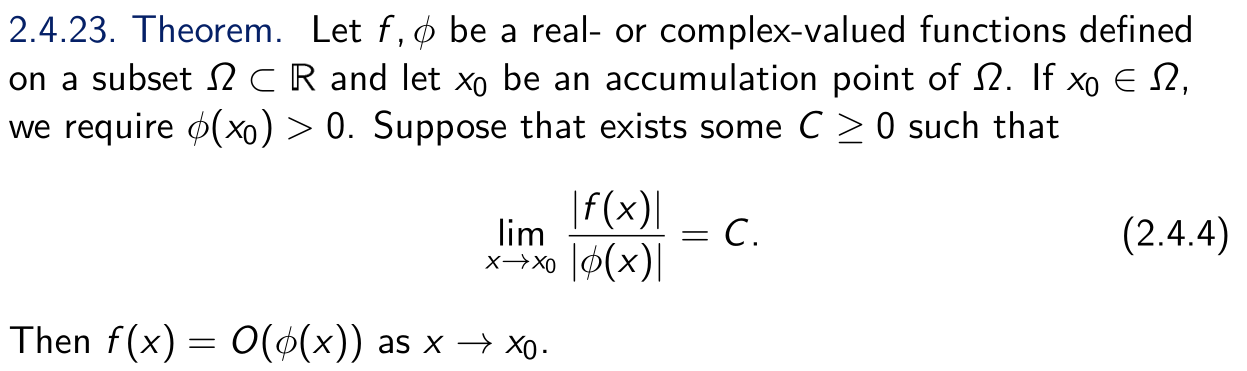 2.4.23. Theorem. Let f, ϕ be a real- or complex-valued functions defined
on a subset Ω ⊂ ℝ and let x₀ be an accumulation point of Ω. If x₀ ∈ Ω,
we require ϕ(x₀) > 0. Suppose that exists some C ≥ 0 such that
lim_{x→x₀} |f(x)| / |ϕ(x)| = C. (2.4.4)
Then f(x) = O(ϕ(x)) as x → x₀.